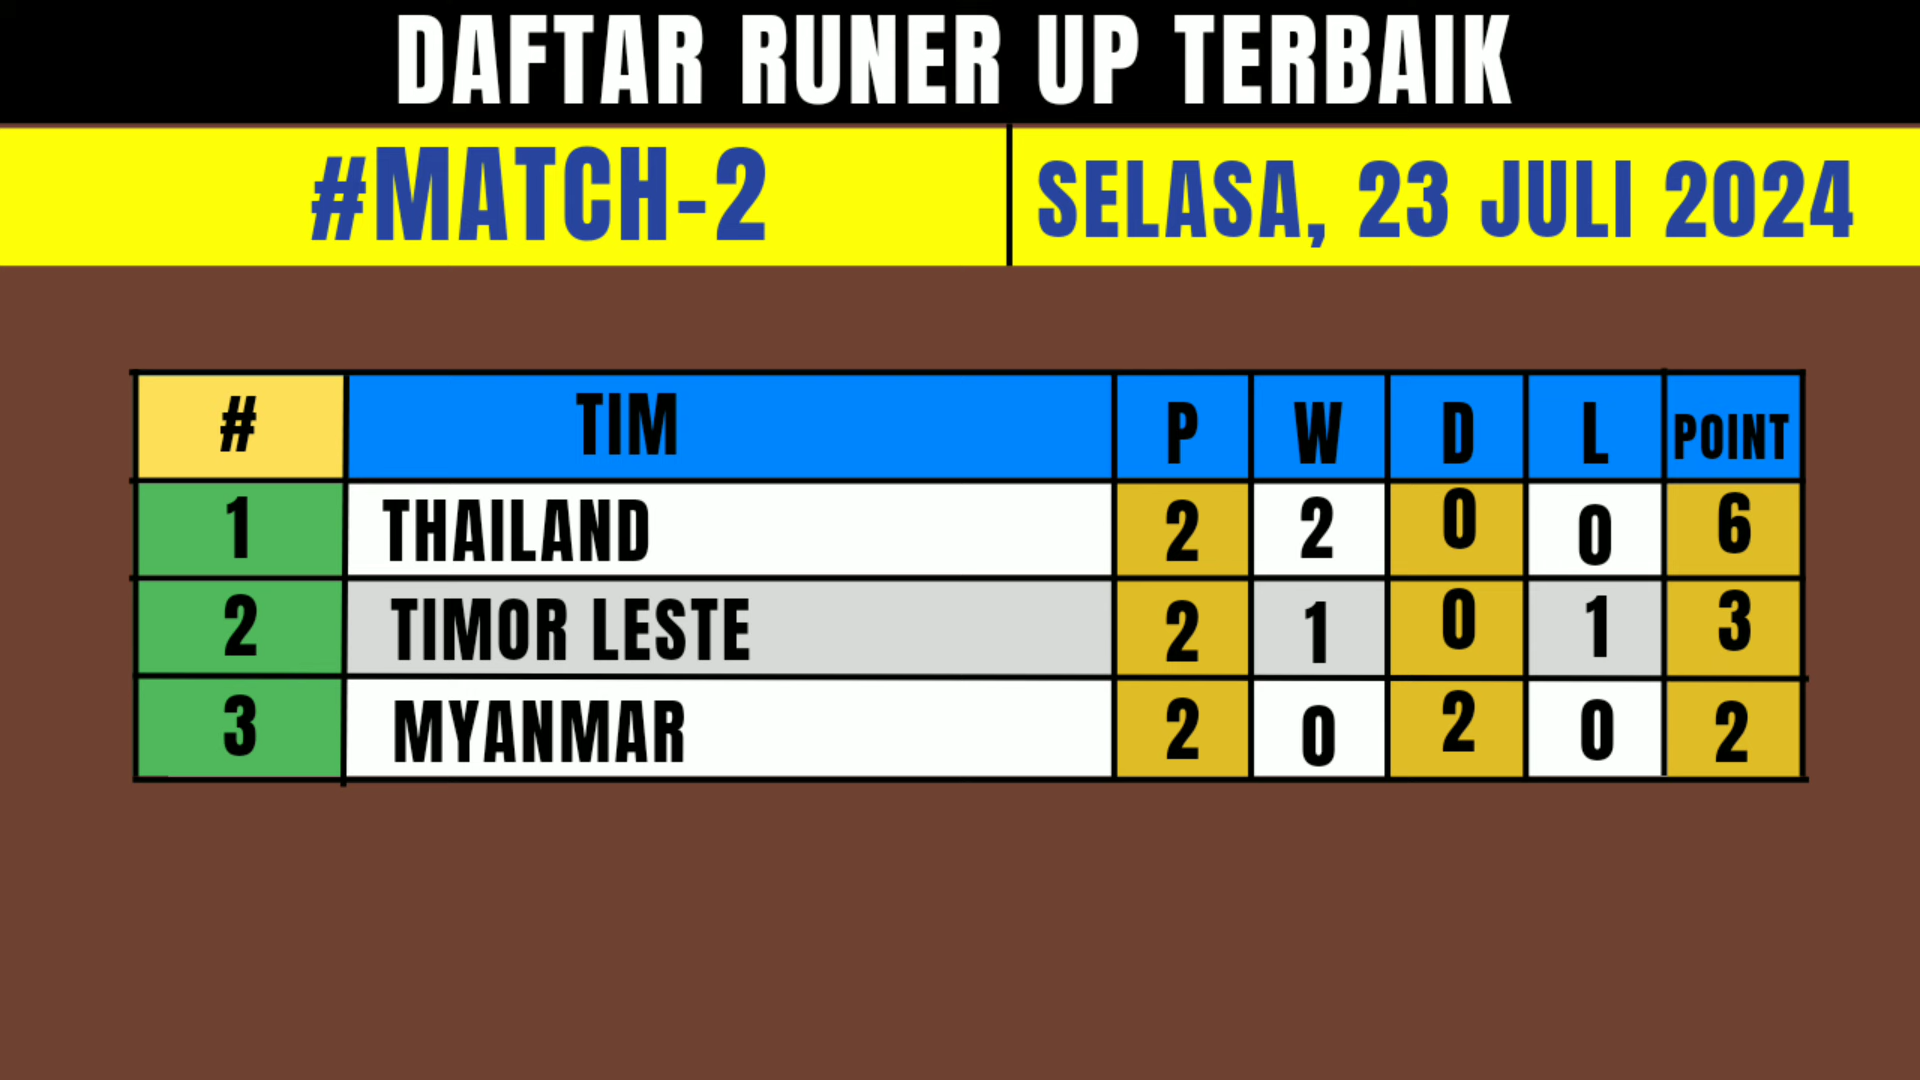 DAFTAR RUNER UP TERBAIK
#MATCH-2 SELASA, 23 JULI 2024
# TIM P W D L POINT
1 THAILAND 2 2 0 0 6
2 TIMOR LESTE 2 1 0 1 3
3 MYANMAR 2 0 2 0 2